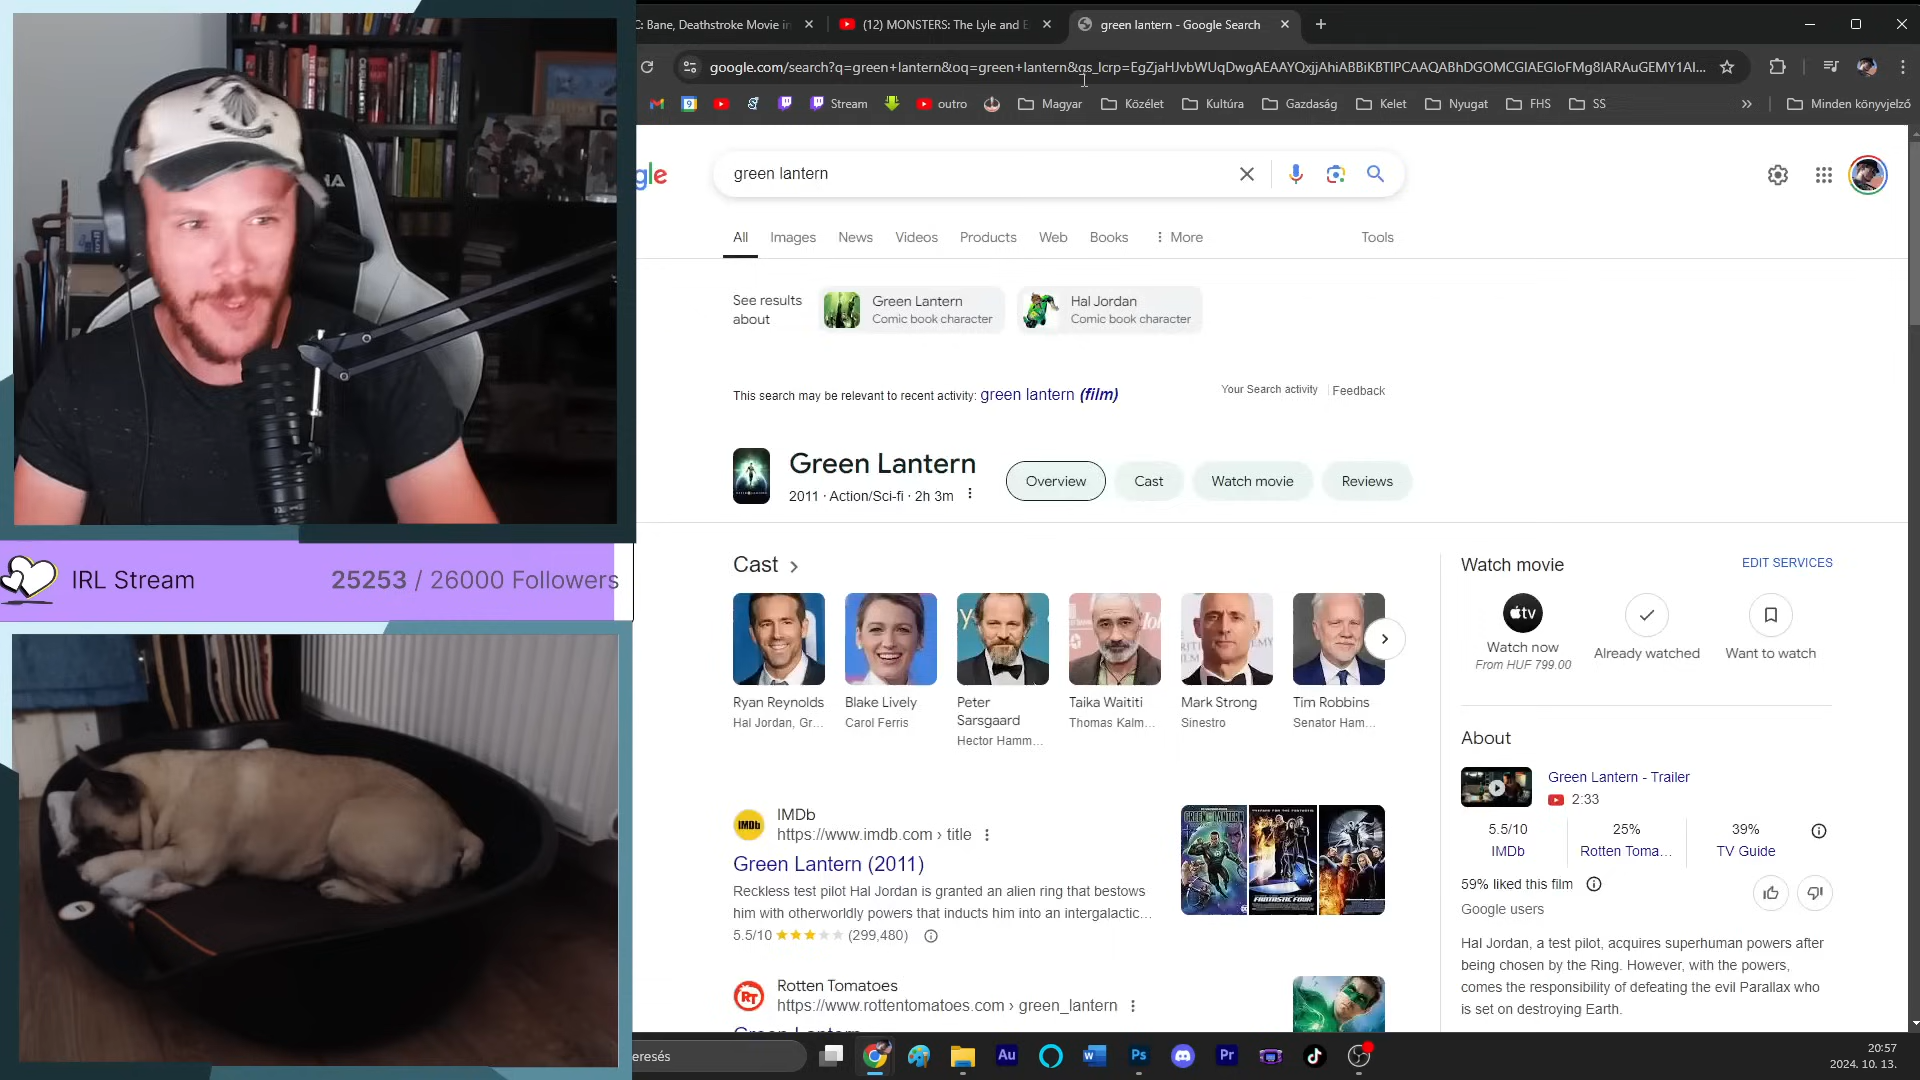 C: Bane, Deathstroke Movie in
(12) MONSTERS: The Lyle and E
green lantern - Google Search
google.com/search?q=green+lantern&oq=green+lantern&gs_lcrp=EgZjaHJvbWUqDwgAEAAYQxjjAhiABBiKBTIPCAAQABhDGOMCGIAEGIoFMg8IARAuGEMY1AI...
Stream
outro
Magyar
Közélet
Kultúra
Gazdaság
Kelet
Nyugat
FHS
SS
Minden könyvjelző
gle
green lantern
All
Images
News
Videos
Products
Web
Books
More
Tools
See results
about
Green Lantern
Comic book character
Hal Jordan
Comic book character
This search may be relevant to recent activity: green lantern (film)
Your Search activity
Feedback
Green Lantern
2011 · Action/Sci-fi · 2h 3m
Overview
Cast
Watch movie
Reviews
IRL Stream
25253 / 26000 Followers
Cast
Ryan Reynolds
Hal Jordan, Gr...
Blake Lively
Carol Ferris
Peter
Sarsgaard
Hector Hamm...
Taika Waititi
Thomas Kalm...
Mark Strong
Sinestro
Tim Robbins
Senator Ham...
Watch movie
EDIT SERVICES
tv
Watch now
From HUF 799.00
Already watched
Want to watch
About
Green Lantern - Trailer
2:33
5.5/10
IMDb
25%
Rotten Toma...
39%
TV Guide
59% liked this film
Google users
Hal Jordan, a test pilot, acquires superhuman powers after
being chosen by the Ring. However, with the powers,
comes the responsibility of defeating the evil Parallax who
is set on destroying Earth.
IMDb
IMDb
https://www.imdb.com › title
Green Lantern (2011)
Reckless test pilot Hal Jordan is granted an alien ring that bestows
him with otherworldly powers that inducts him into an intergalactic...
5.5/10
(299,480)
GREEN LANTERN
FANTASTIC FOUR
RT
Rotten Tomatoes
https://www.rottentomatoes.com › green_lantern
Green Lantern
eresés
Au
W
Ps
Pr
20:57
2024. 10. 13.